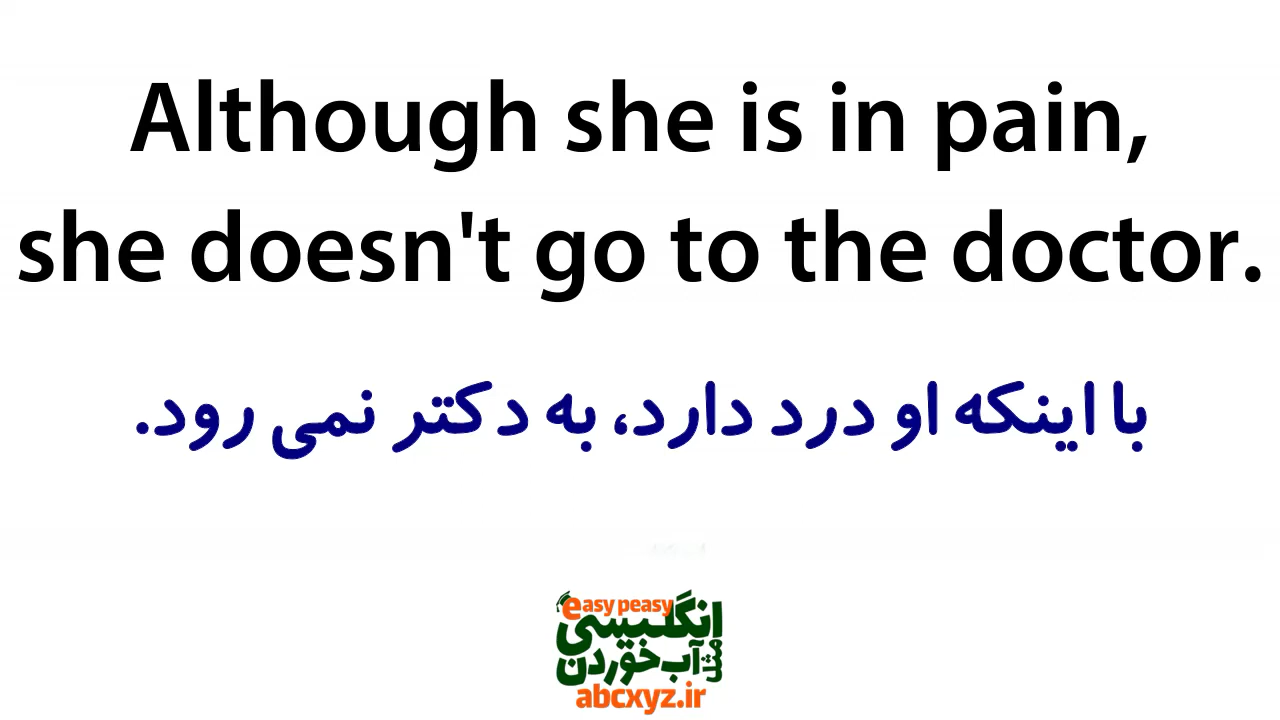 Although she is in pain,
she doesn't go to the doctor.
با اینکه او درد دارد، به دکتر نمی رود.
easy peasy
انگلیسی
مثل
آب خوردن
abcxyz.ir